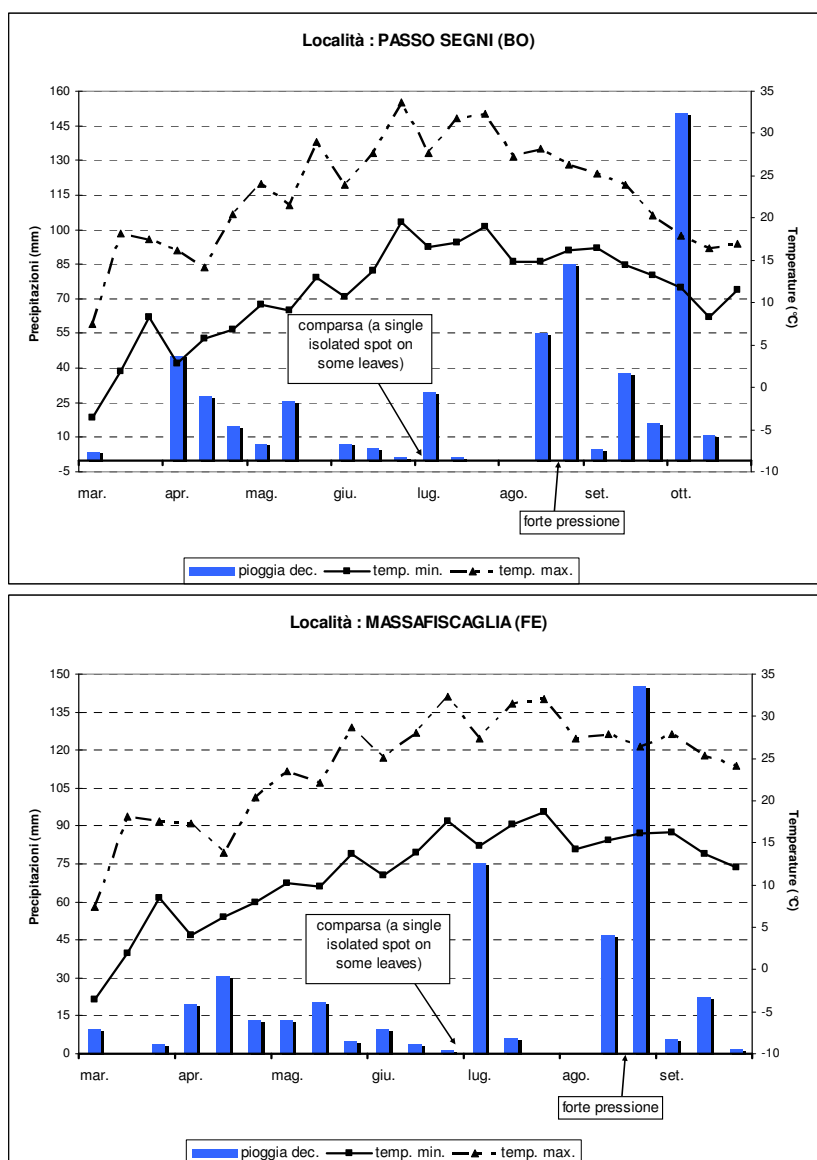 Località : PASSO SEGNI (BO)
160
145
130
115
100
85
70
55
40
25
10
-5
Precipitazioni (mm)
35
30
25
20
15
10
5
0
-5
-10
Temperature (°C)
comparsa (a single
isolated spot on
some leaves)
mar. apr. mag. giu. lug. ago. set. ott.
forte pressione
pioggia dec. temp. min. temp. max.
Località : MASSAFISCAGLIA (FE)
150
135
120
105
90
75
60
45
30
15
0
Precipitazioni (mm)
35
30
25
20
15
10
5
0
-5
-10
Temperature (°C)
comparsa (a single
isolated spot on
some leaves)
mar. apr. mag. giu. lug. ago. set.
forte pressione
pioggia dec. temp. min. temp. max.